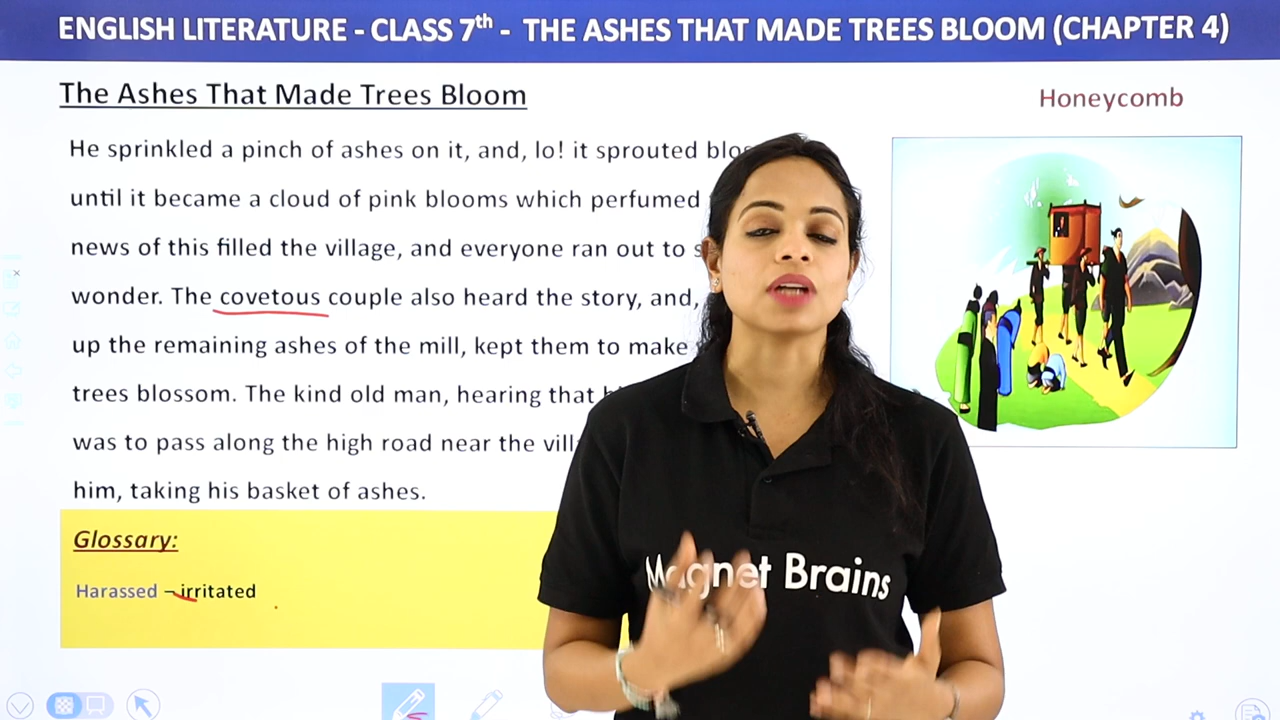 ENGLISH LITERATURE - CLASS 7th - THE ASHES THAT MADE TREES BLOOM (CHAPTER 4)
The Ashes That Made Trees Bloom
Honeycomb
He sprinkled a pinch of ashes on it, and, lo! it sprouted
until it became a cloud of pink blooms which perfumed
news of this filled the village, and everyone ran out to
wonder. The covetous couple also heard the story, and,
up the remaining ashes of the mill, kept them to make
trees blossom. The kind old man, hearing that
was to pass along the high road near the
him, taking his basket of ashes.
Glossary:
Harassed – irritated
Magnet Brains